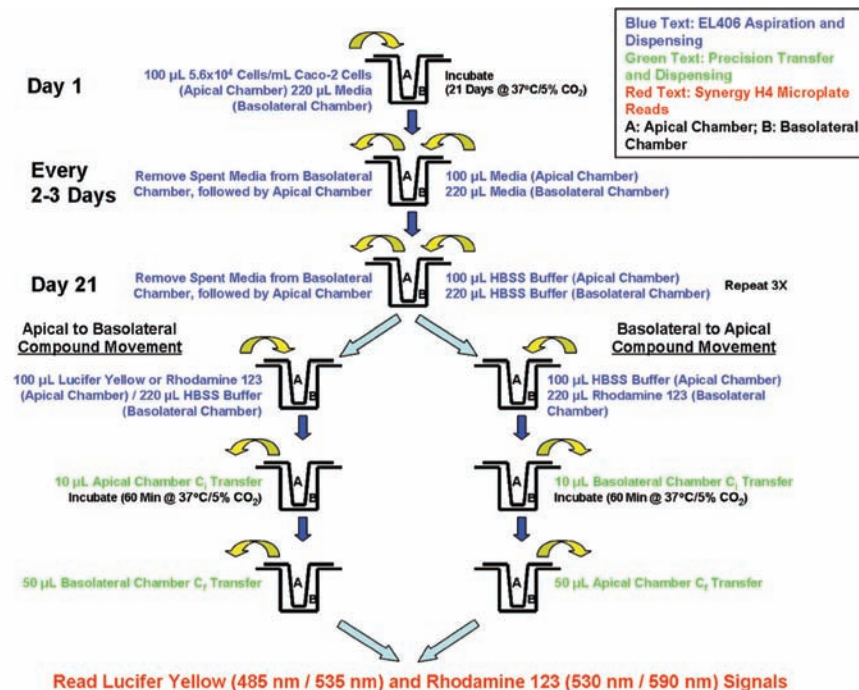 Blue Text: EL406 Aspiration and
Dispensing
Green Text: Precision Transfer
and Dispensing
Red Text: Synergy H4 Microplate
Reads
A: Apical Chamber; B: Basolateral
Chamber
Day 1
100 µL 5.6x10⁴ Cells/mL Caco-2 Cells
(Apical Chamber) 220 µL Media
(Basolateral Chamber)
A
B
Incubate
(21 Days @ 37ºC/5% CO₂)
Every
2-3 Days
Remove Spent Media from Basolateral
Chamber, followed by Apical Chamber
A
B
100 µL Media (Apical Chamber)
220 µL Media (Basolateral Chamber)
Day 21
Remove Spent Media from Basolateral
Chamber, followed by Apical Chamber
A
B
100 µL HBSS Buffer (Apical Chamber)
220 µL HBSS Buffer (Basolateral Chamber)
Repeat 3X
Apical to Basolateral
Compound Movement
100 µL Lucifer Yellow or Rhodamine 123
(Apical Chamber) / 220 µL HBSS Buffer
(Basolateral Chamber)
A
B
10 µL Apical Chamber Cᵢ Transfer
Incubate (60 Min @ 37ºC/5% CO₂)
A
B
50 µL Basolateral Chamber Cf Transfer
A
B
Basolateral to Apical
Compound Movement
A
B
100 µL HBSS Buffer (Apical Chamber)
220 µL Rhodamine 123 (Basolateral
Chamber)
A
B
10 µL Basolateral Chamber Cᵢ Transfer
Incubate (60 Min @ 37ºC/5% CO₂)
A
B
50 µL Apical Chamber Cf Transfer
Read Lucifer Yellow (485 nm / 535 nm) and Rhodamine 123 (530 nm / 590 nm) Signals